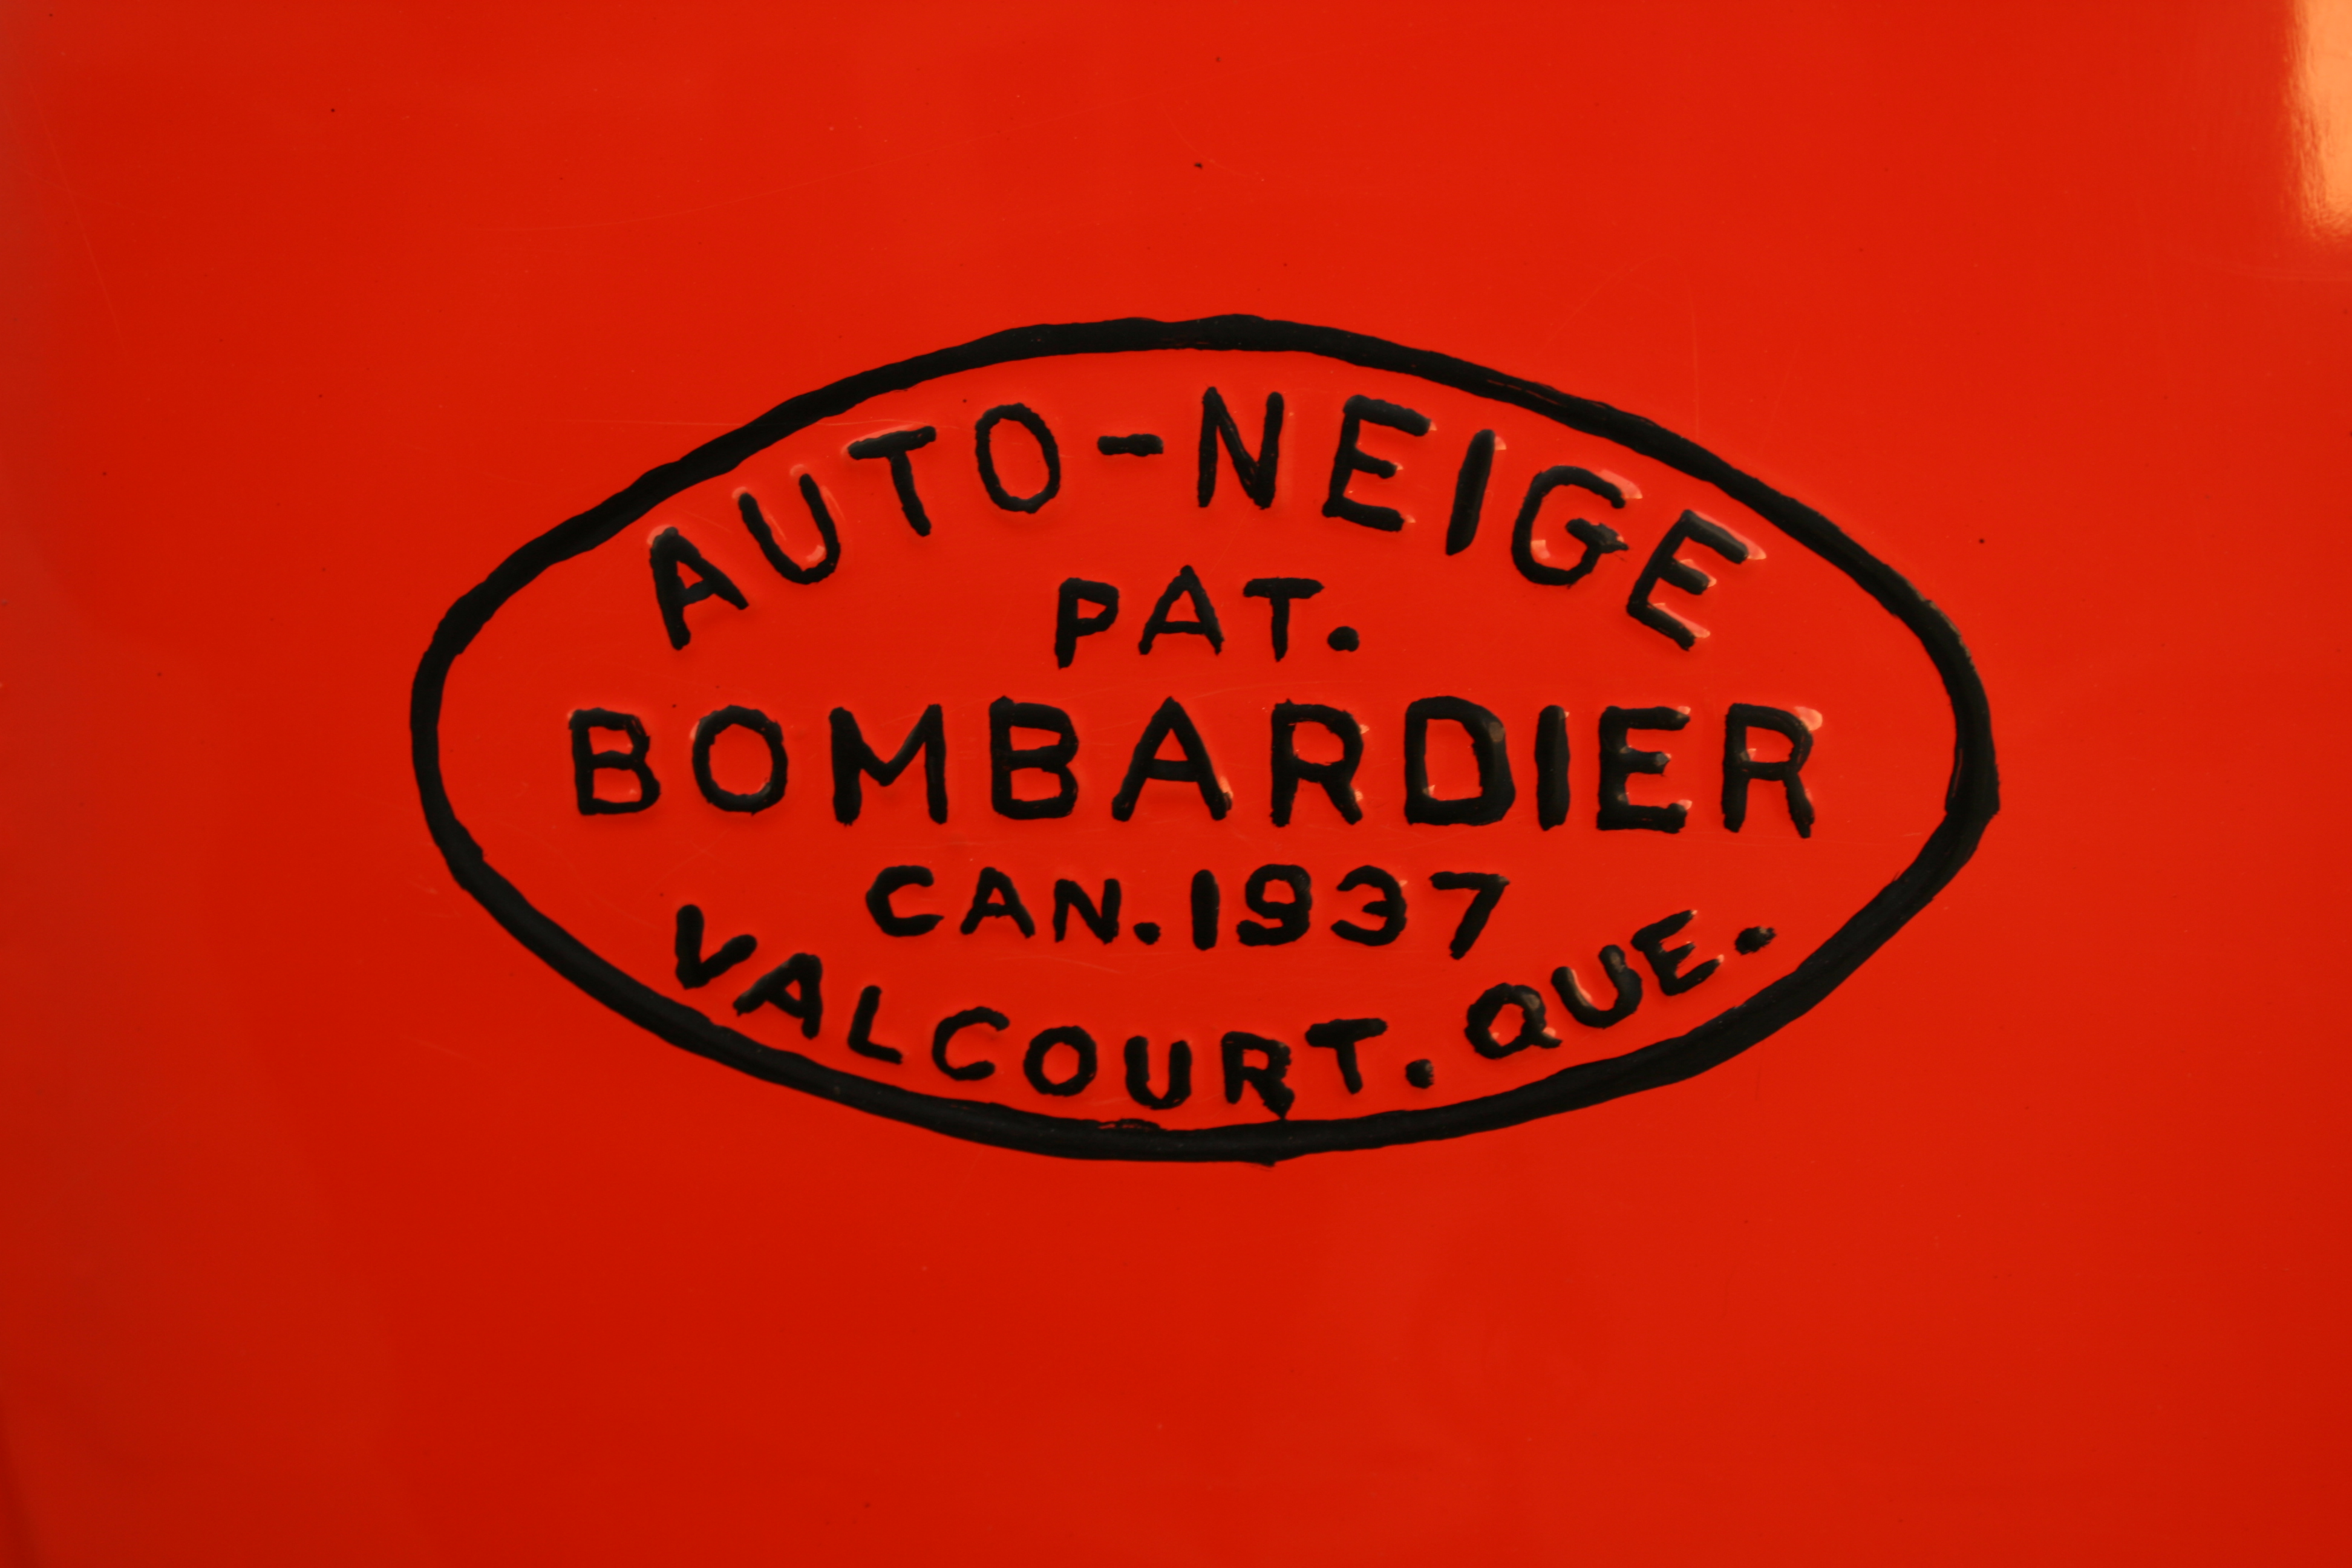 AUTO-NEIGE
PAT.
BOMBARDIER
CAN. 1937
VALCOURT. QUE.